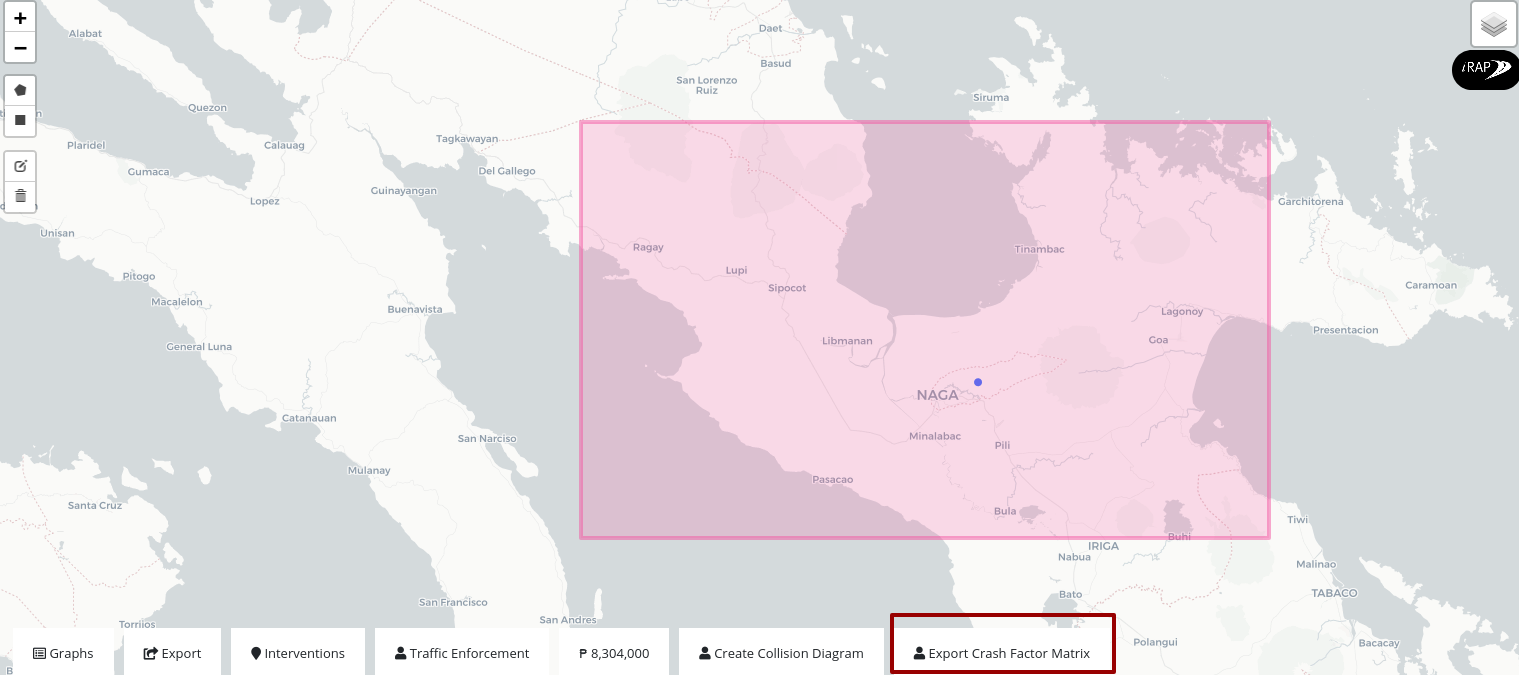 +
−
Alabat
Daet
Basud
San Lorenzo
Ruiz
Siruma
iRAP
Quezon
Plaridel
Calauag
Tagkawayan
Gumaca
Del Gallego
Guinayangan
Lopez
Garchitorena
Unisan
Ragay
Tinambac
Lupi
Sipocot
Pitogo
Caramoan
Macalelon
Buenavista
Lagonoy
Presentacion
General Luna
Libmanan
Goa
NAGA
Catanauan
San Narciso
Minalabac
Pili
Mulanay
Pasacao
Santa Cruz
Bula
Tiwi
Buhi
IRIGA
Nabua
Malinao
Bato
TABACO
San Francisco
San Andres
Torrijos
Polangui
Bacacay
Graphs
Export
Interventions
Traffic Enforcement
₱ 8,304,000
Create Collision Diagram
Export Crash Factor Matrix